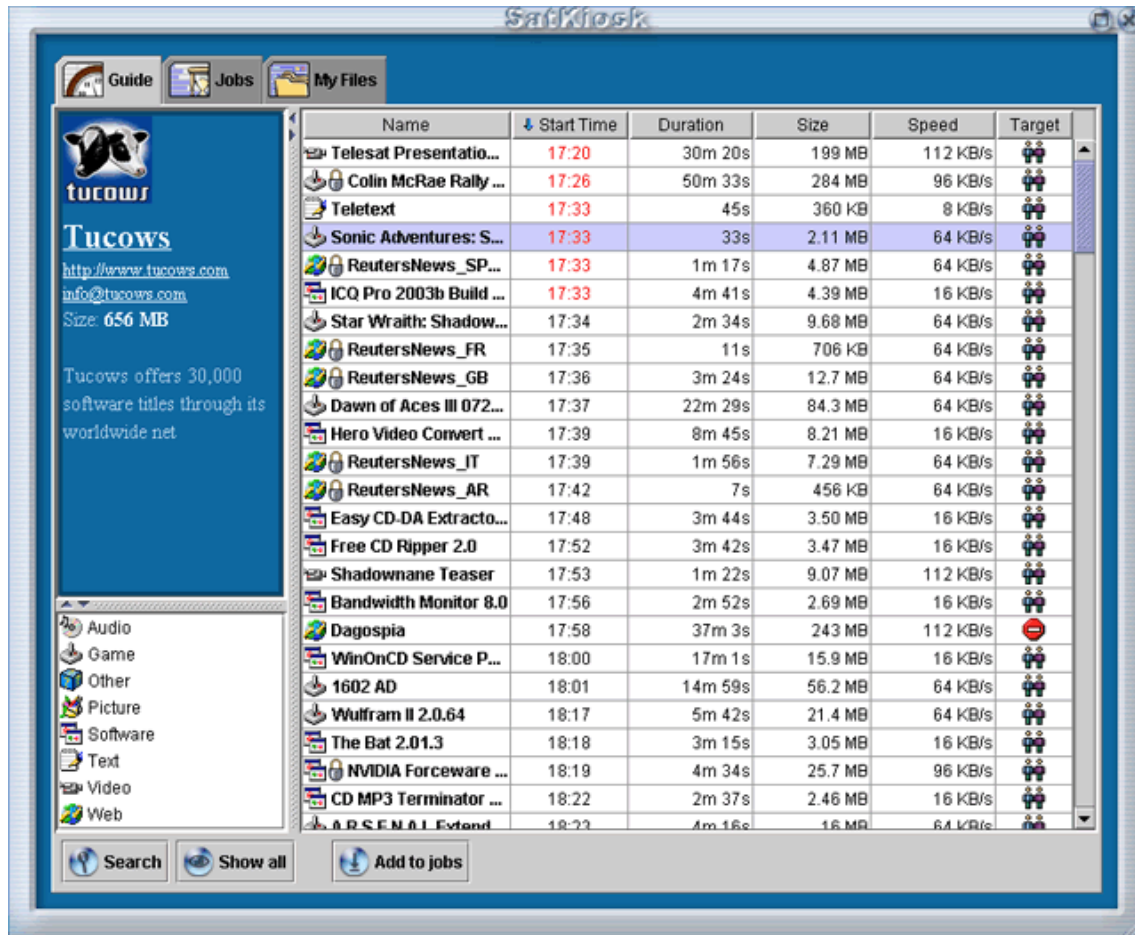 SatKiosk
Guide Jobs My Files
tucows
Tucows
http://www.tucows.com
info@tucows.com
Size: 656 MB
Tucows offers 30,000
software titles through its
worldwide net
Name Start Time Duration Size Speed Target
Telesat Presentatio... 17:20 30m 20s 199 MB 112 KB/s
Colin McRae Rally ... 17:26 50m 33s 284 MB 96 KB/s
Teletext 17:33 45s 360 KB 8 KB/s
Sonic Adventures: S... 17:33 33s 2.11 MB 64 KB/s
ReutersNews_SP... 17:33 1m 17s 4.87 MB 64 KB/s
ICQ Pro 2003b Build ... 17:33 4m 41s 4.39 MB 16 KB/s
Star Wraith: Shadow... 17:34 2m 34s 9.68 MB 64 KB/s
ReutersNews_FR 17:35 11s 706 KB 64 KB/s
ReutersNews_GB 17:36 3m 24s 12.7 MB 64 KB/s
Dawn of Aces III 072... 17:37 22m 29s 84.3 MB 64 KB/s
Hero Video Convert ... 17:39 8m 45s 8.21 MB 16 KB/s
ReutersNews_IT 17:39 1m 56s 7.29 MB 64 KB/s
ReutersNews_AR 17:42 7s 456 KB 64 KB/s
Easy CD-DA Extracto... 17:48 3m 44s 3.50 MB 16 KB/s
Free CD Ripper 2.0 17:52 3m 42s 3.47 MB 16 KB/s
Shadownane Teaser 17:53 1m 22s 9.07 MB 112 KB/s
Bandwidth Monitor 8.0 17:56 2m 52s 2.69 MB 16 KB/s
Dagospia 17:58 37m 3s 243 MB 112 KB/s
WinOnCD Service P... 18:00 17m 1s 15.9 MB 16 KB/s
1602 AD 18:01 14m 59s 56.2 MB 64 KB/s
Wulfram II 2.0.64 18:17 5m 42s 21.4 MB 64 KB/s
The Bat 2.01.3 18:18 3m 15s 3.05 MB 16 KB/s
NVIDIA Forceware ... 18:19 4m 34s 25.7 MB 96 KB/s
CD MP3 Terminator ... 18:22 2m 37s 2.46 MB 16 KB/s
A.R.S.E.N.A.L Extend 18:23 4m 16s 16 MB 64 KB/s
Audio
Game
Other
Picture
Software
Text
Video
Web
Search Show all Add to jobs